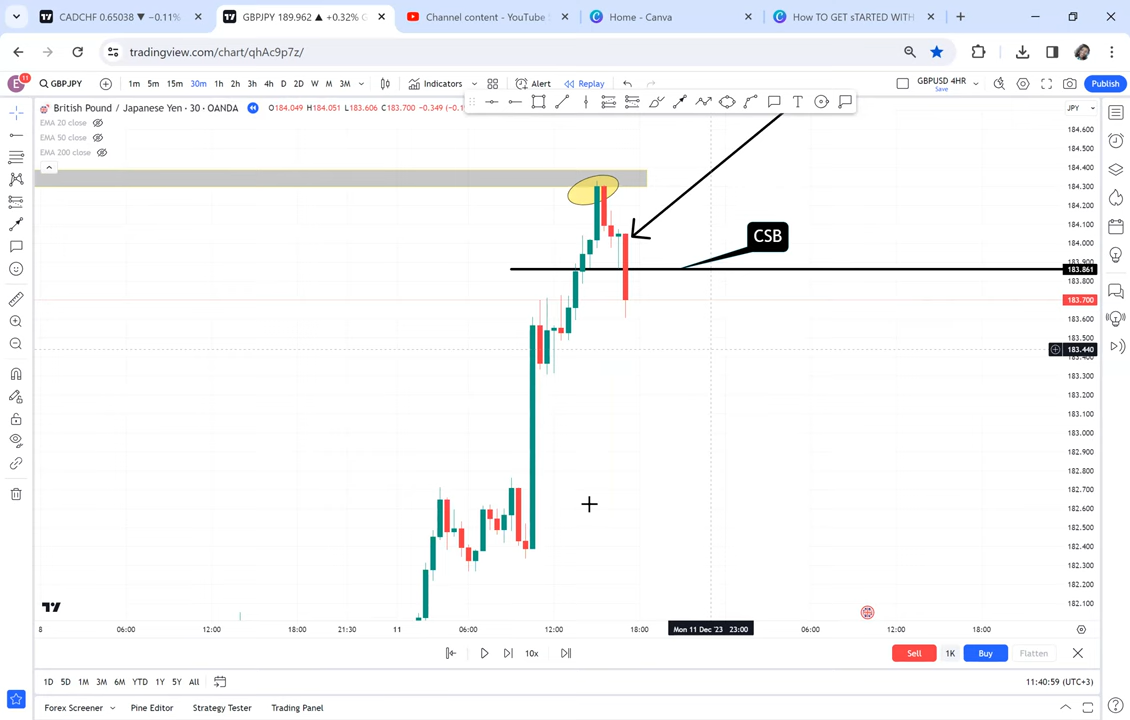 CADCHF 0.65038 ▼ −0.11%
GBPJPY 189.962 ▲ +0.32% G
Channel content - YouTube S
Home - Canva
How TO GET sTARTED WITH
tradingview.com/chart/qhAc9p7z/
E 11 GBPJPY 1m 5m 15m 30m 1h 2h 3h 4h D 2D W M 3M Indicators Alert Replay GBPUSD 4HR Save Publish
British Pound / Japanese Yen · 30 · OANDA O184.049 H184.051 L183.606 C183.700 −0.349 (−0.1
JPY
EMA 20 close
EMA 50 close
EMA 200 close
184.600
184.500
184.400
184.300
184.200
184.100
184.000
183.900
183.861
183.800
183.700
183.600
183.500
183.440
183.400
183.300
183.200
183.100
183.000
182.900
182.800
182.700
182.600
182.500
182.400
182.300
182.200
182.100
CSB
8 06:00 12:00 18:00 21:30 11 06:00 12:00 18:00 Mon 11 Dec '23 23:00 06:00 12:00 18:00
10x Sell 1K Buy Flatten
1D 5D 1M 3M 6M YTD 1Y 5Y All 11:40:59 (UTC+3)
Forex Screener Pine Editor Strategy Tester Trading Panel